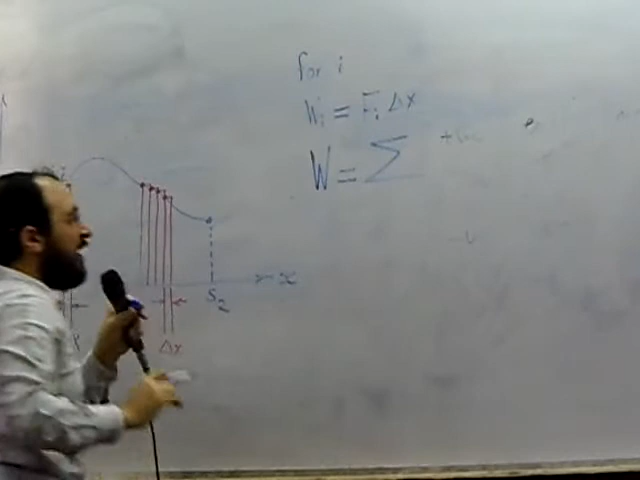 for i
Wi = Fi Δx
W = Σ
x
S2
Δx